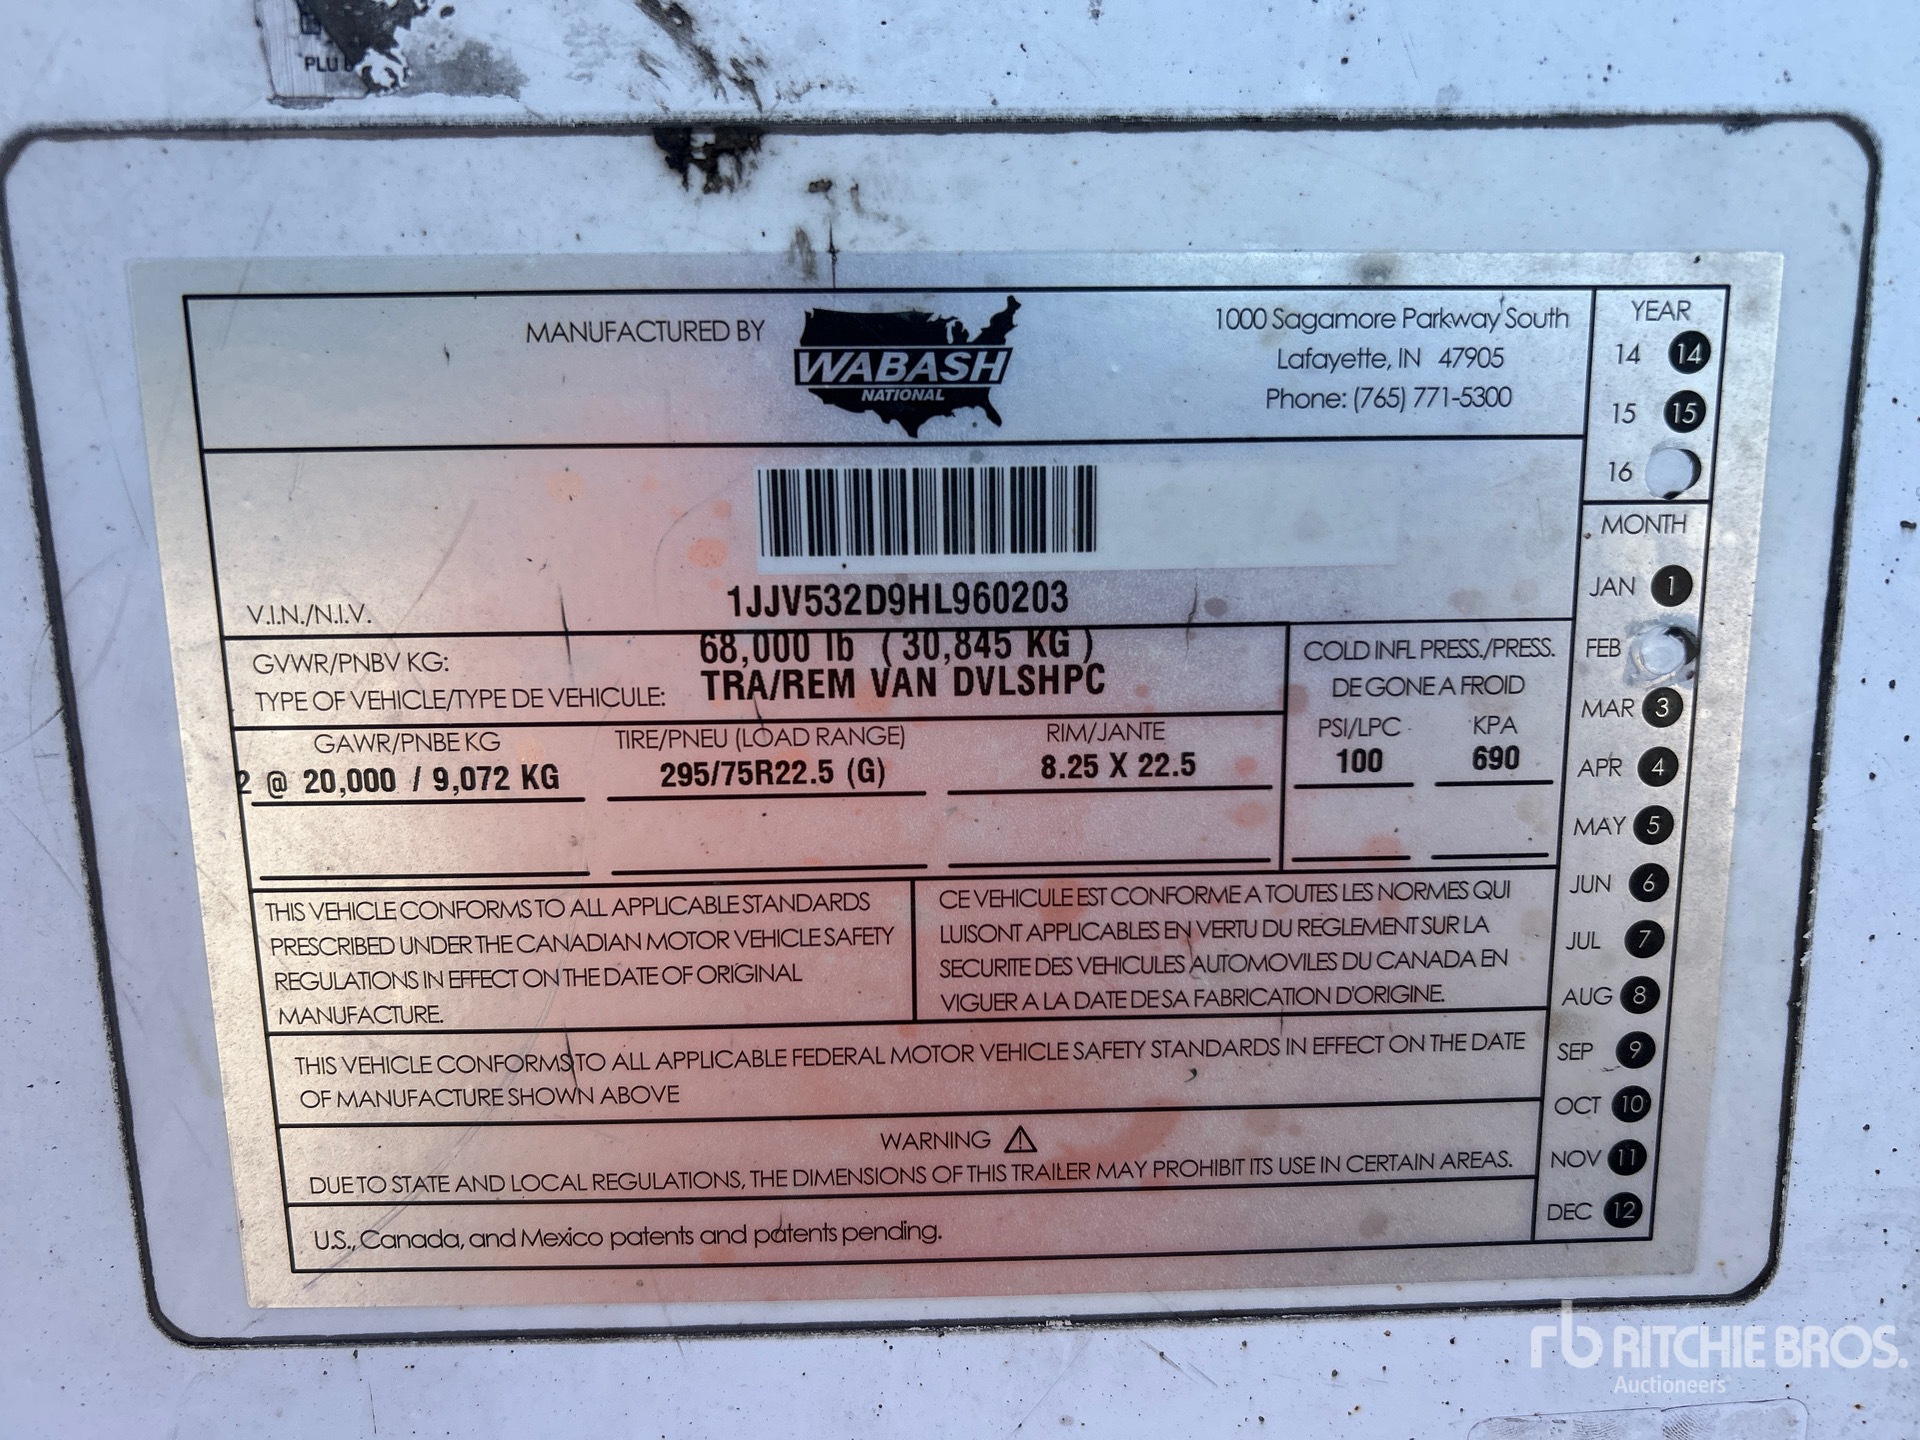 PLU
MANUFACTURED BY
WABASH
NATIONAL
1000 Sagamore Parkway South
Lafayette, IN 47905
Phone: (765) 771-5300
YEAR
14 14
15 15
16
V.I.N./N.I.V.
1JJV532D9HL960203
GVWR/PNBV KG:
68,000 lb ( 30,845 KG )
TYPE OF VEHICLE/TYPE DE VEHICULE:
TRA/REM VAN DVLSHPC
COLD INFL PRESS./PRESS.
DE GONE A FROID
GAWR/PNBE KG
TIRE/PNEU (LOAD RANGE)
RIM/JANTE
PSI/LPC
KPA
2 @ 20,000 / 9,072 KG
295/75R22.5 (G)
8.25 X 22.5
100
690
THIS VEHICLE CONFORMS TO ALL APPLICABLE STANDARDS
PRESCRIBED UNDER THE CANADIAN MOTOR VEHICLE SAFETY
REGULATIONS IN EFFECT ON THE DATE OF ORIGINAL
MANUFACTURE.
CE VEHICULE EST CONFORME A TOUTES LES NORMES QUI
LUI SONT APPLICABLES EN VERTU DU REGLEMENT SUR LA
SECURITE DES VEHICULES AUTOMOVILES DU CANADA EN
VIGUER A LA DATE DE SA FABRICATION D'ORIGINE.
THIS VEHICLE CONFORMS TO ALL APPLICABLE FEDERAL MOTOR VEHICLE SAFETY STANDARDS IN EFFECT ON THE DATE
OF MANUFACTURE SHOWN ABOVE
WARNING
DUE TO STATE AND LOCAL REGULATIONS, THE DIMENSIONS OF THIS TRAILER MAY PROHIBIT ITS USE IN CERTAIN AREAS.
U.S., Canada, and Mexico patents and patents pending.
MONTH
JAN 1
FEB
MAR 3
APR 4
MAY 5
JUN 6
JUL 7
AUG 8
SEP 9
OCT 10
NOV 11
DEC 12
rb RITCHIE BROS.
Auctioneers